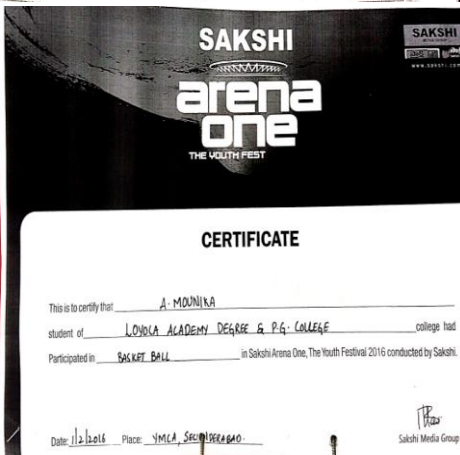 SAKSHI
arena
one
THE YOUTH FEST
SAKSHI
www.sakshi.com
CERTIFICATE
This is to certify that A. MOUNIKA
student of LOYOLA ACADEMY DEGREE & P.G. COLLEGE college had
Participated in BASKET BALL in Sakshi Arena One, The Youth Festival 2016 conducted by Sakshi.
Date: 1/2/2016 Place: YMCA, SECUNDERABAD.
Sakshi Media Group